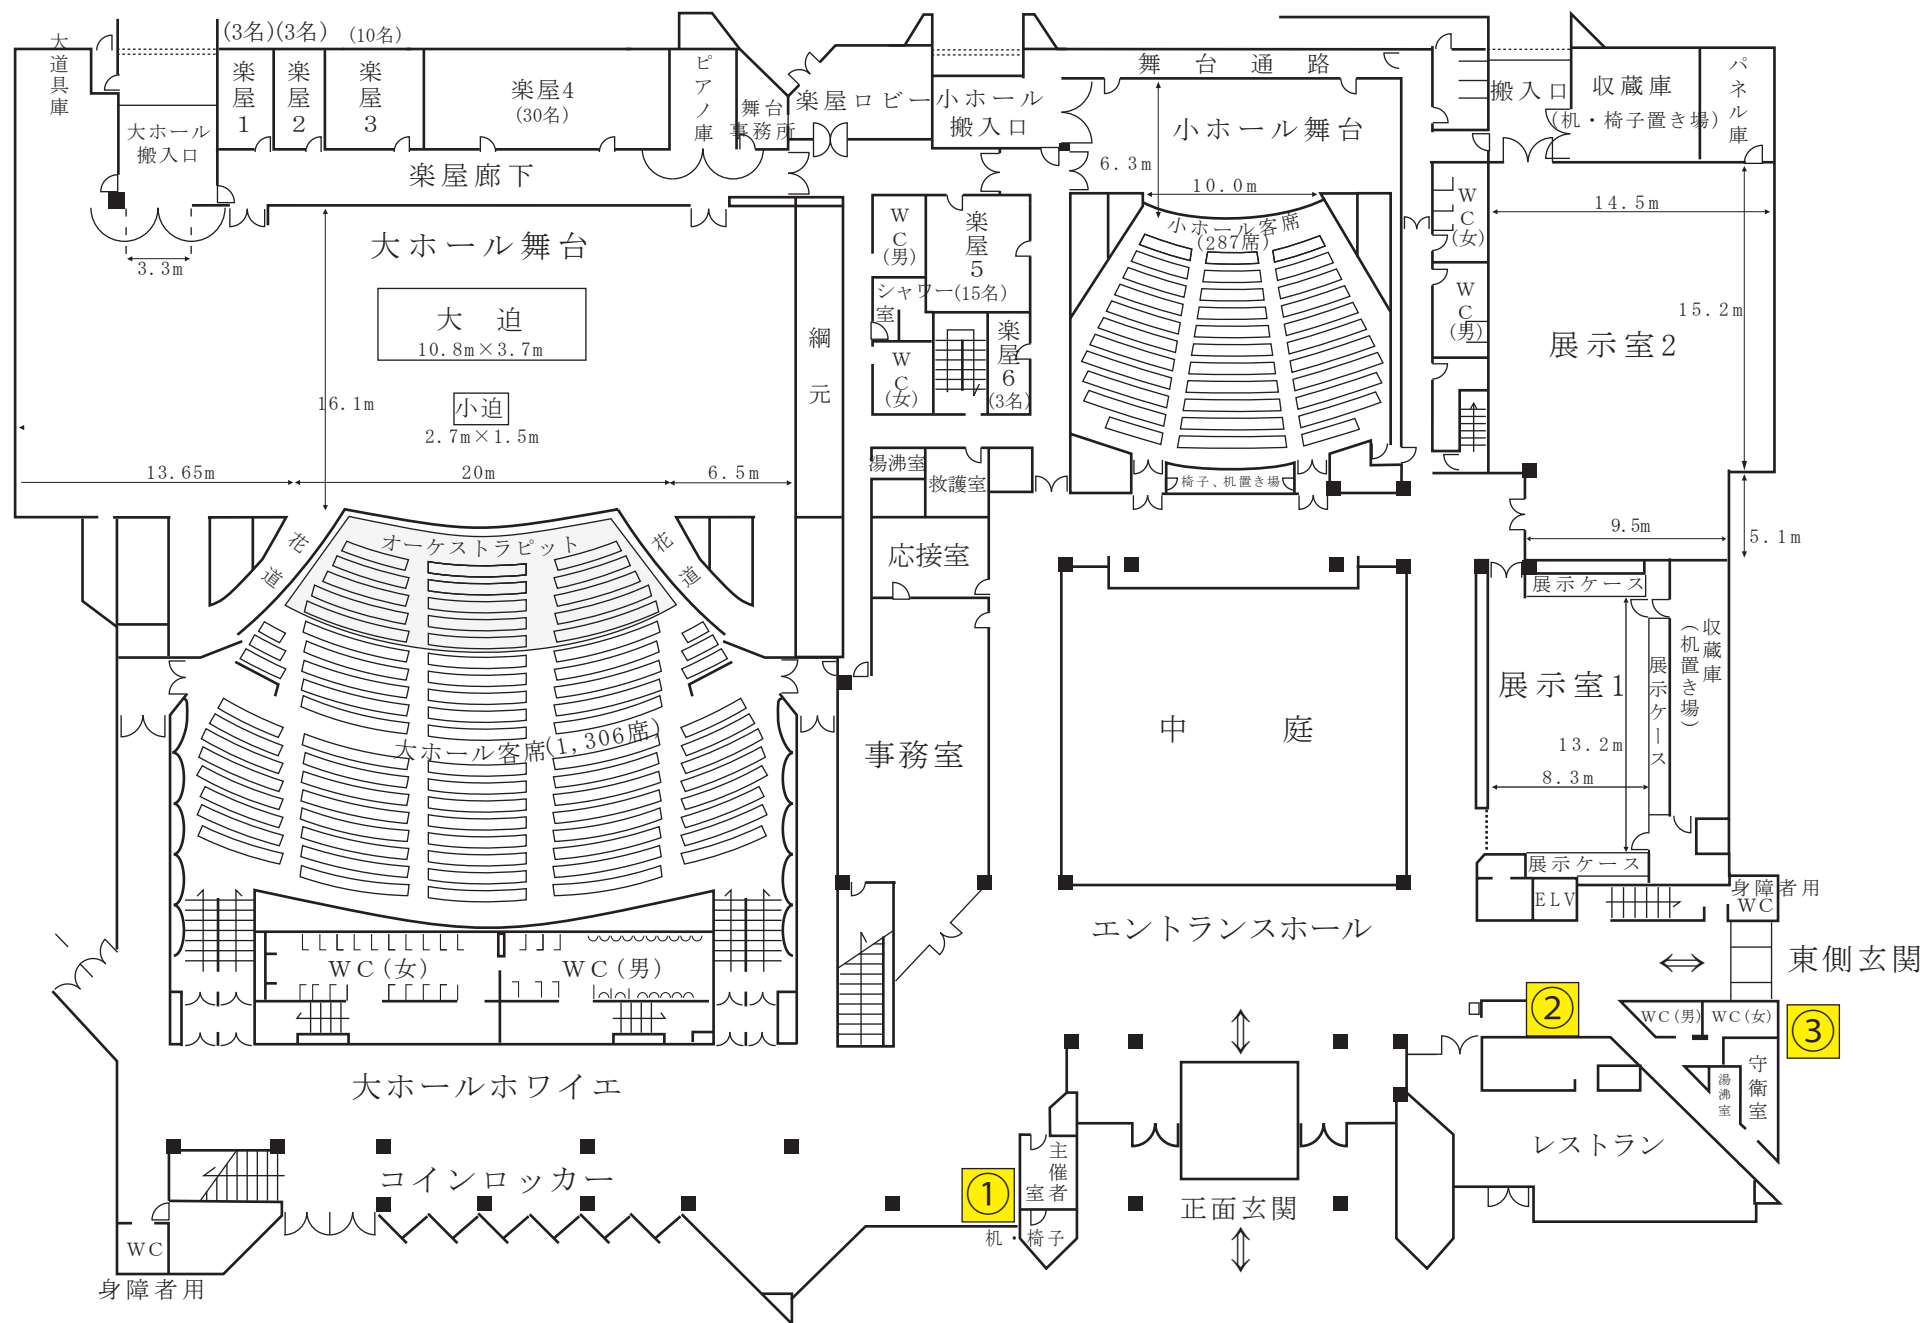 大道具庫
(3名)
(3名)
(10名)
楽屋1
楽屋2
楽屋3
楽屋4
(30名)
ピアノ庫
舞台
事務所
楽屋ロビー
小ホール
搬入口
舞台通路
搬入口
収蔵庫
(机・椅子置き場)
パネル庫
大ホール
搬入口
楽屋廊下
小ホール舞台
6.3m
10.0m
小ホール客席
(287席)
WC(女)
WC(男)
14.5m
15.2m
展示室2
3.3m
大ホール舞台
大 迫
10.8m×3.7m
小迫
2.7m×1.5m
16.1m
13.65m
20m
6.5m
綱元
WC(男)
楽屋5
(15名)
シャワー室
WC(女)
楽屋6
(3名)
湯沸室
救護室
椅子、机置き場
9.5m
5.1m
花道
オーケストラピット
花道
応接室
展示ケース
収蔵庫
(机置き場)
展示ケース
展示室1
13.2m
8.3m
展示ケース
大ホール客席(1,306席)
事務室
中 庭
ELV
身障者用
WC
エントランスホール
東側玄関
WC(女)
WC(男)
②
WC(男)
WC(女)
③
守衛室
湯沸室
大ホールホワイエ
レストラン
コインロッカー
①
主催者室
机・椅子
正面玄関
WC
身障者用